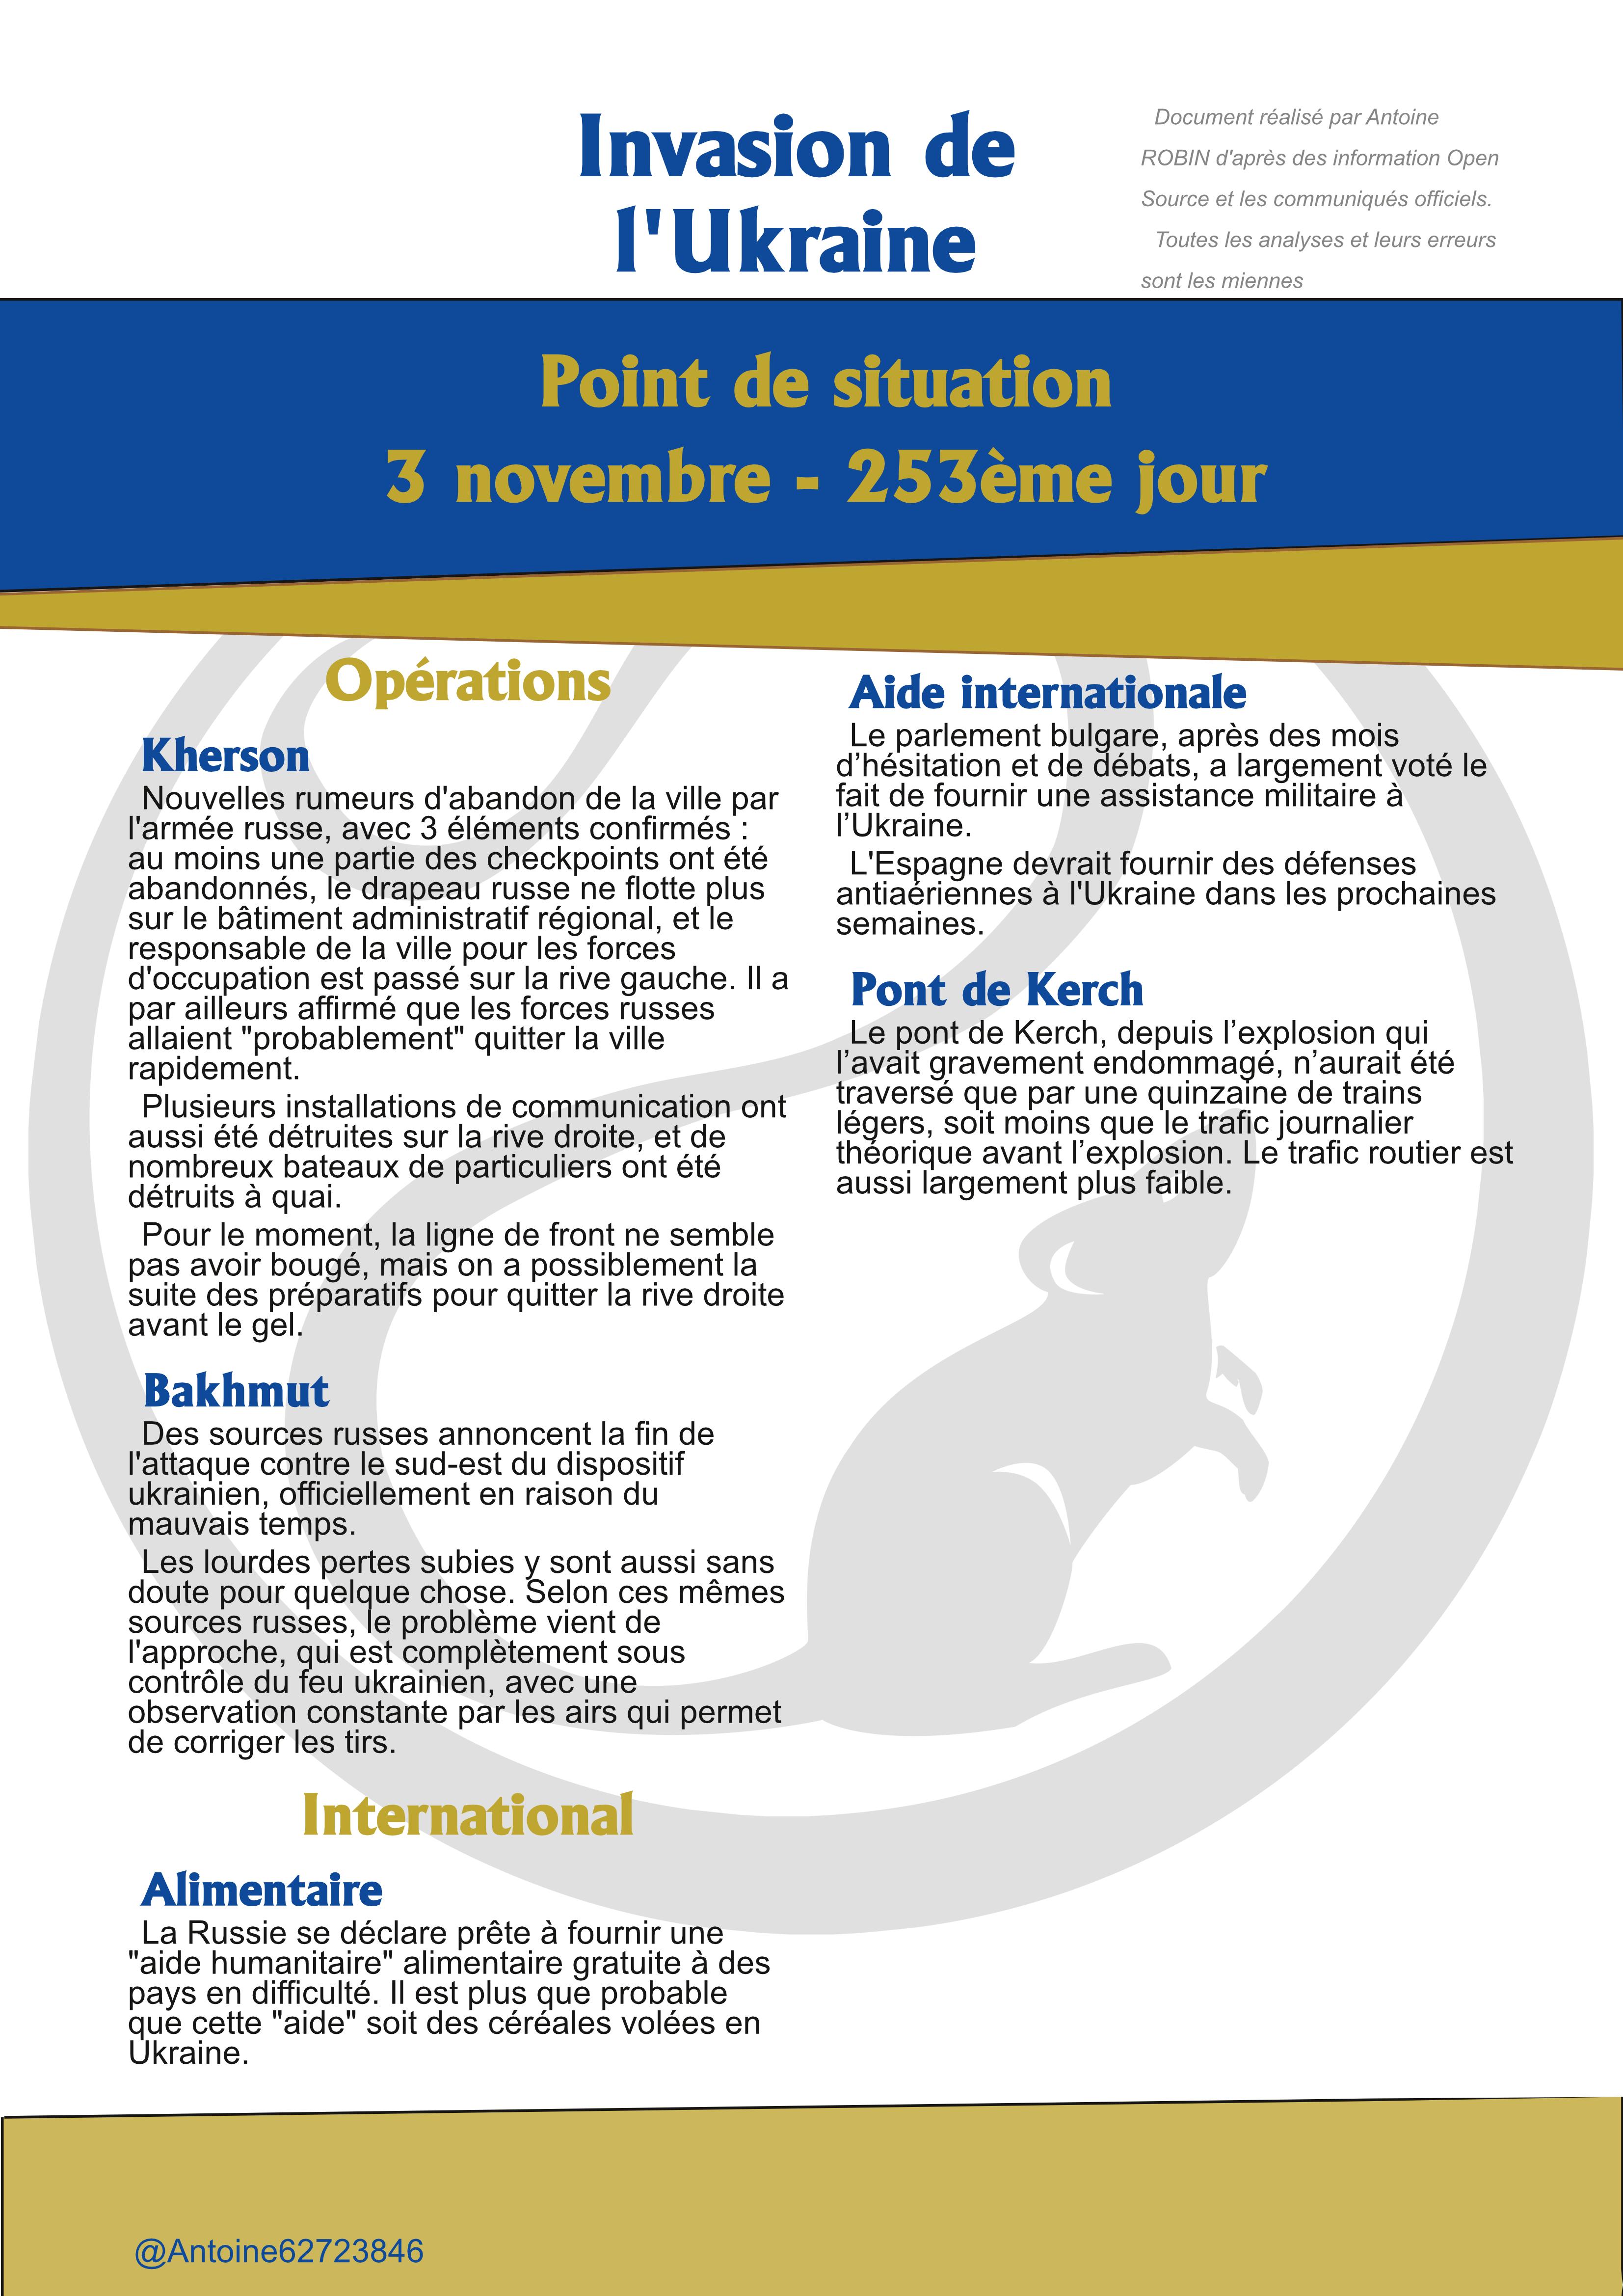 Invasion de
l'Ukraine
Document réalisé par Antoine
ROBIN d'après des information Open
Source et les communiqués officiels.
Toutes les analyses et leurs erreurs
sont les miennes
Point de situation
3 novembre - 253ème jour
Opérations
Kherson
Nouvelles rumeurs d'abandon de la ville par
l'armée russe, avec 3 éléments confirmés :
au moins une partie des checkpoints ont été
abandonnés, le drapeau russe ne flotte plus
sur le bâtiment administratif régional, et le
responsable de la ville pour les forces
d'occupation est passé sur la rive gauche. Il a
par ailleurs affirmé que les forces russes
allaient "probablement" quitter la ville
rapidement.
Plusieurs installations de communication ont
aussi été détruites sur la rive droite, et de
nombreux bateaux de particuliers ont été
détruits à quai.
Pour le moment, la ligne de front ne semble
pas avoir bougé, mais on a possiblement la
suite des préparatifs pour quitter la rive droite
avant le gel.
Bakhmut
Des sources russes annoncent la fin de
l'attaque contre le sud-est du dispositif
ukrainien, officiellement en raison du
mauvais temps.
Les lourdes pertes subies y sont aussi sans
doute pour quelque chose. Selon ces mêmes
sources russes, le problème vient de
l'approche, qui est complètement sous
contrôle du feu ukrainien, avec une
observation constante par les airs qui permet
de corriger les tirs.
International
Alimentaire
La Russie se déclare prête à fournir une
"aide humanitaire" alimentaire gratuite à des
pays en difficulté. Il est plus que probable
que cette "aide" soit des céréales volées en
Ukraine.
Aide internationale
Le parlement bulgare, après des mois
d’hésitation et de débats, a largement voté le
fait de fournir une assistance militaire à
l’Ukraine.
L'Espagne devrait fournir des défenses
antiaériennes à l'Ukraine dans les prochaines
semaines.
Pont de Kerch
Le pont de Kerch, depuis l’explosion qui
l’avait gravement endommagé, n’aurait été
traversé que par une quinzaine de trains
légers, soit moins que le trafic journalier
théorique avant l’explosion. Le trafic routier est
aussi largement plus faible.
@Antoine62723846